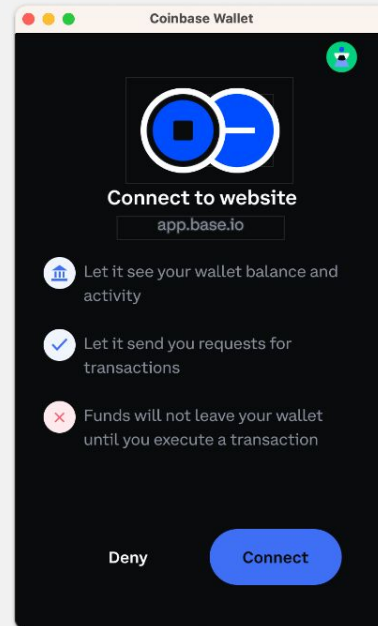 Coinbase Wallet
Connect to website
app.base.io
Let it see your wallet balance and
activity
Let it send you requests for
transactions
Funds will not leave your wallet
until you execute a transaction
Deny
Connect